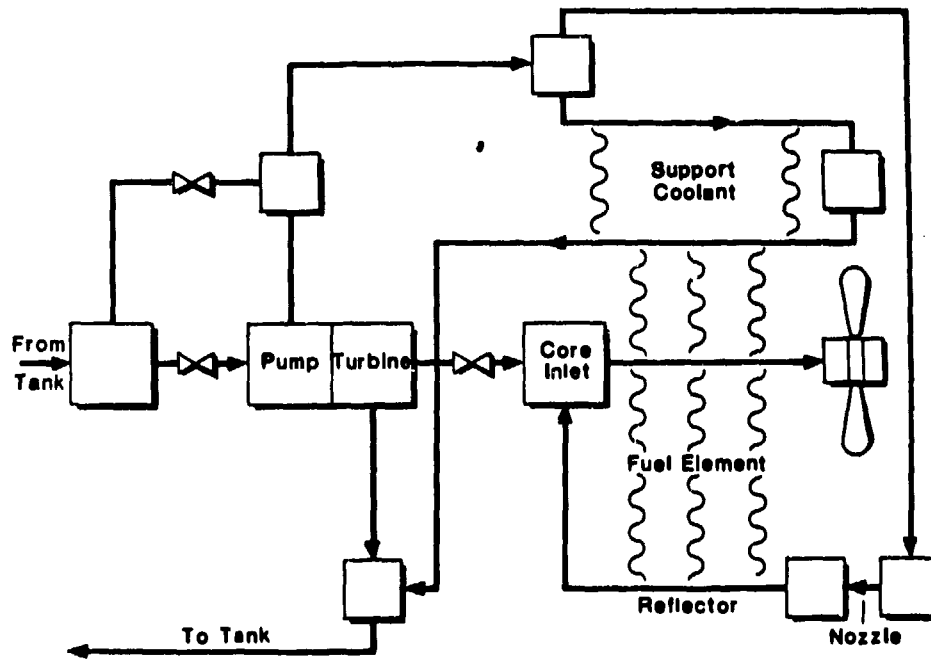 Support
Coolant
From
Tank
Pump
Turbine
Core
Inlet
Fuel Element
Reflector
Nozzle
To Tank